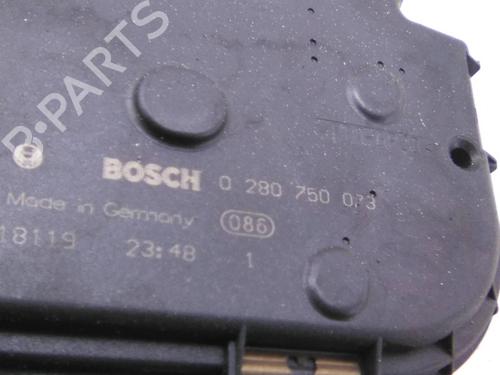 B-PARTS
BOSCH 0 280 750 073
Made in Germany 086
18119 23:48 1